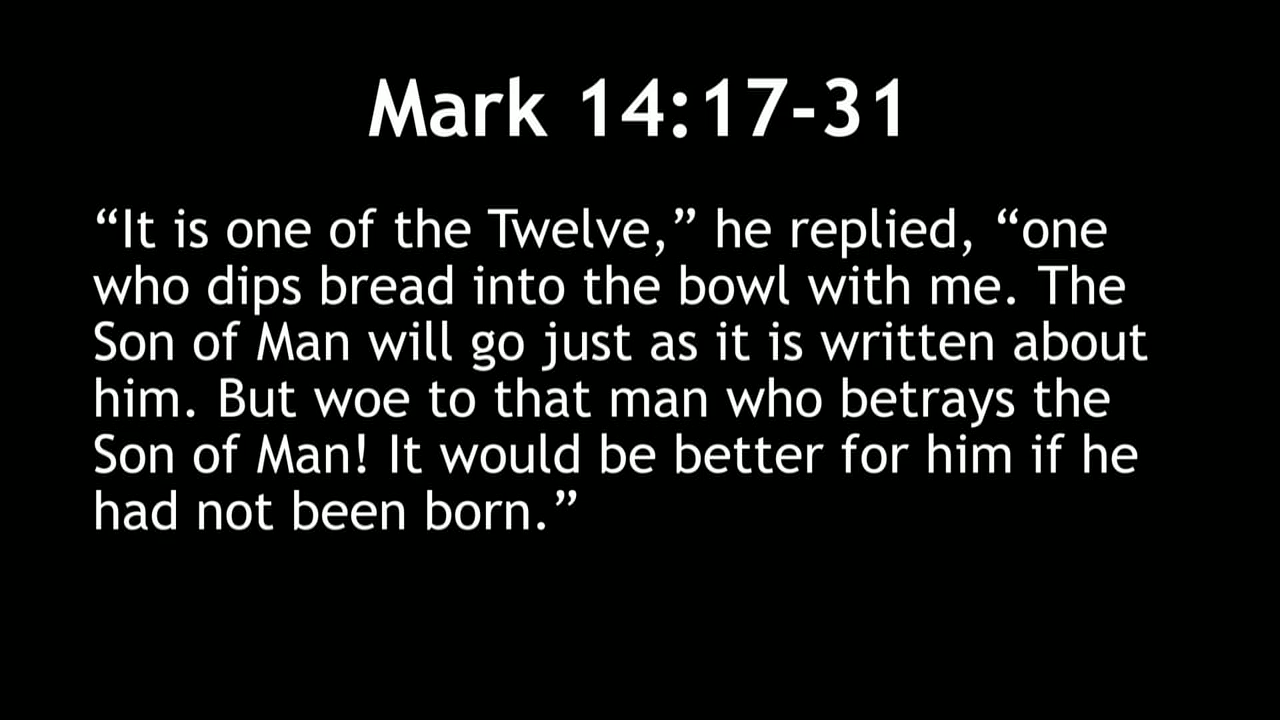 Mark 14:17-31
“It is one of the Twelve,” he replied, “one
who dips bread into the bowl with me. The
Son of Man will go just as it is written about
him. But woe to that man who betrays the
Son of Man! It would be better for him if he
had not been born.”